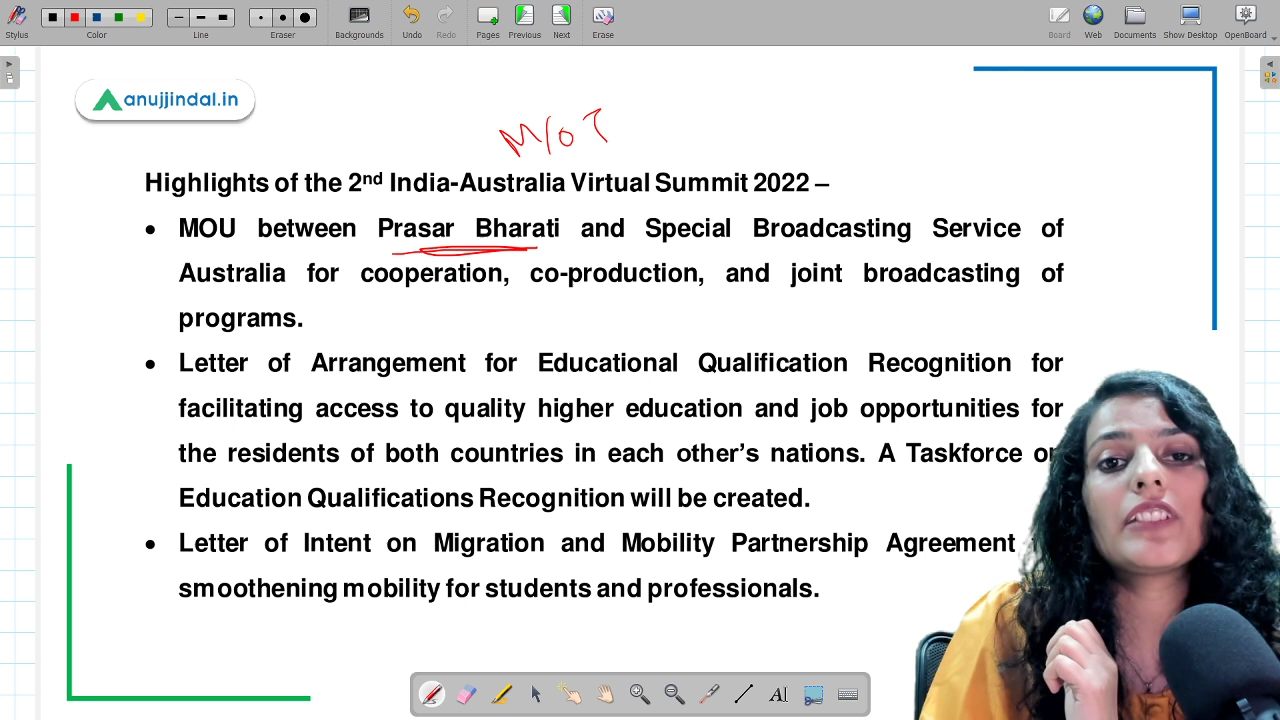 Stylus
Color
Line
Eraser
Backgrounds
Undo
Redo
Pages
Previous
Next
Erase
Board
Web
Documents
Show Desktop
OpenBoard
anujjindal.in
Highlights of the 2nd India-Australia Virtual Summit 2022 –
• MOU between Prasar Bharati and Special Broadcasting Service of
Australia for cooperation, co-production, and joint broadcasting of
programs.
• Letter of Arrangement for Educational Qualification Recognition for
facilitating access to quality higher education and job opportunities for
the residents of both countries in each other's nations. A Taskforce on
Education Qualifications Recognition will be created.
• Letter of Intent on Migration and Mobility Partnership Agreement
smoothening mobility for students and professionals.
AI